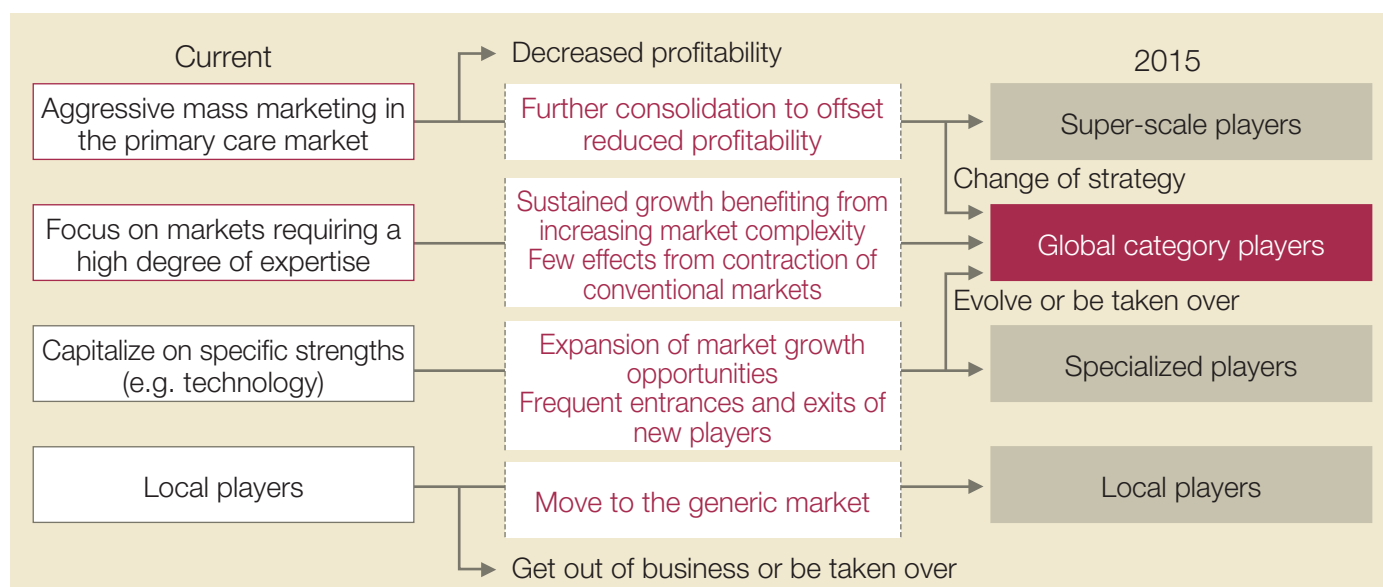 Current
Decreased profitability
2015
Aggressive mass marketing in
the primary care market
Further consolidation to offset
reduced profitability
Super-scale players
Change of strategy
Focus on markets requiring a
high degree of expertise
Sustained growth benefiting from
increasing market complexity
Few effects from contraction of
conventional markets
Global category players
Evolve or be taken over
Capitalize on specific strengths
(e.g. technology)
Expansion of market growth
opportunities
Frequent entrances and exits of
new players
Specialized players
Local players
Move to the generic market
Local players
Get out of business or be taken over